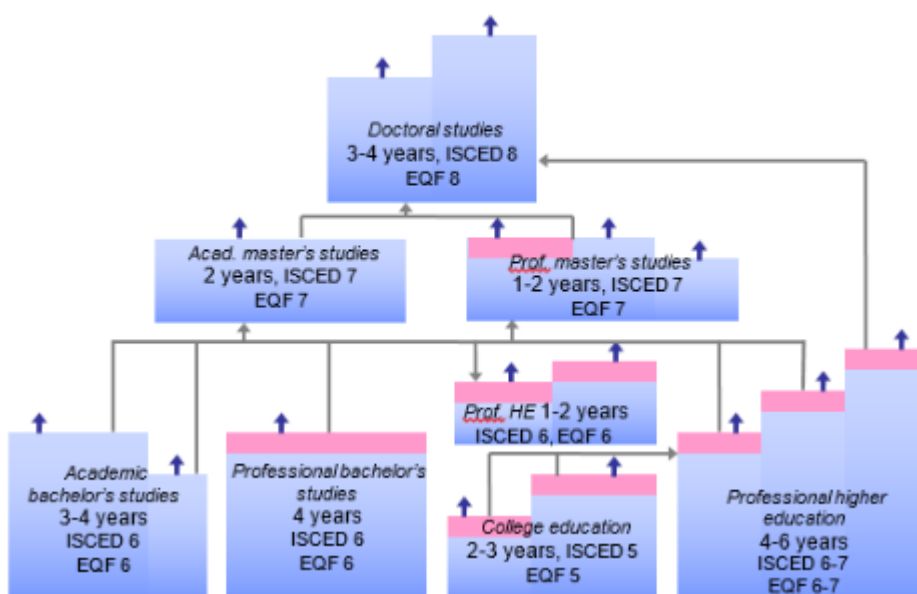 Doctoral studies
3-4 years, ISCED 8
EQF 8
Acad. master's studies
2 years, ISCED 7
EQF 7
Prof. master's studies
1-2 years, ISCED 7
EQF 7
Prof. HE 1-2 years
ISCED 6, EQF 6
Academic
bachelor's studies
3-4 years
ISCED 6
EQF 6
Professional bachelor's
studies
4 years
ISCED 6
EQF 6
College education
2-3 years, ISCED 5
EQF 5
Professional higher
education
4-6 years
ISCED 6-7
EQF 6-7